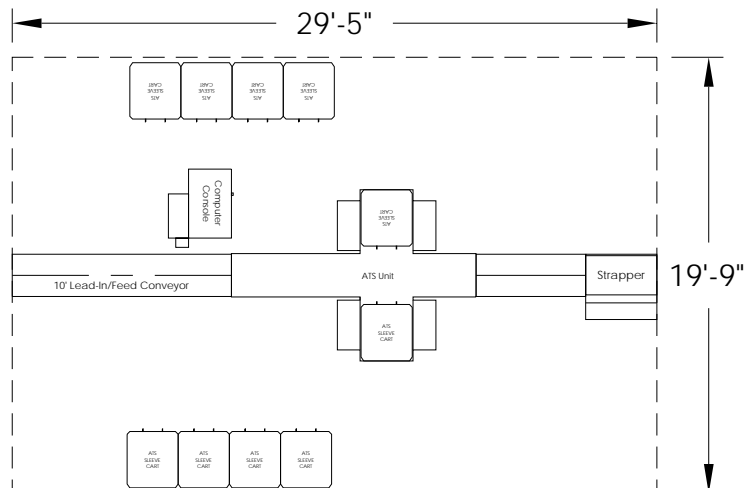 29'-5"
ATS
SLEEVE
CART
ATS
SLEEVE
CART
ATS
SLEEVE
CART
ATS
SLEEVE
CART
Computer
Console
ATS
SLEEVE
CART
10' Lead-In/Feed Conveyor
ATS Unit
Strapper
19'-9"
ATS
SLEEVE
CART
ATS
SLEEVE
CART
ATS
SLEEVE
CART
ATS
SLEEVE
CART
ATS
SLEEVE
CART